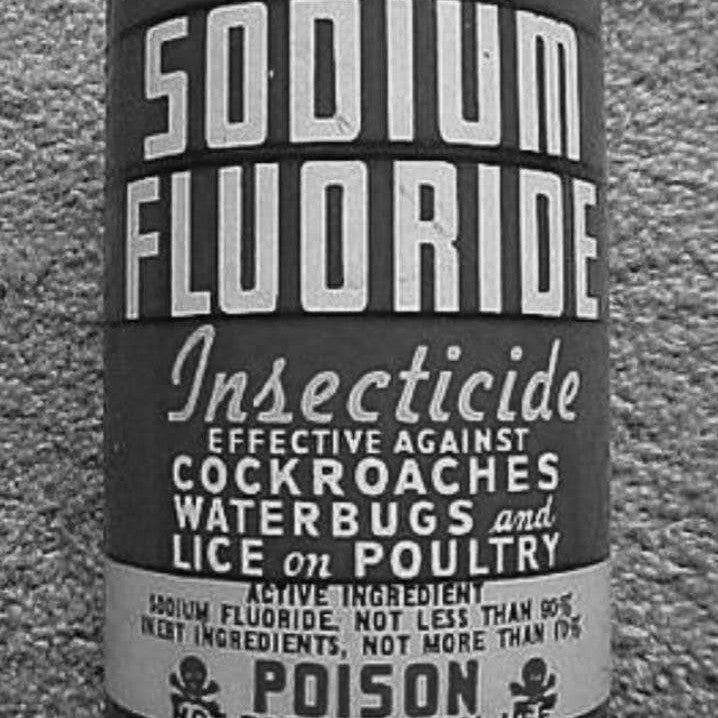 SODIUM
FLUORIDE
Insecticide
EFFECTIVE AGAINST
COCKROACHES
WATERBUGS and
LICE on POULTRY
ACTIVE INGREDIENT
SODIUM FLUORIDE, NOT LESS THAN 90%
INERT INGREDIENTS, NOT MORE THAN 10%
POISON